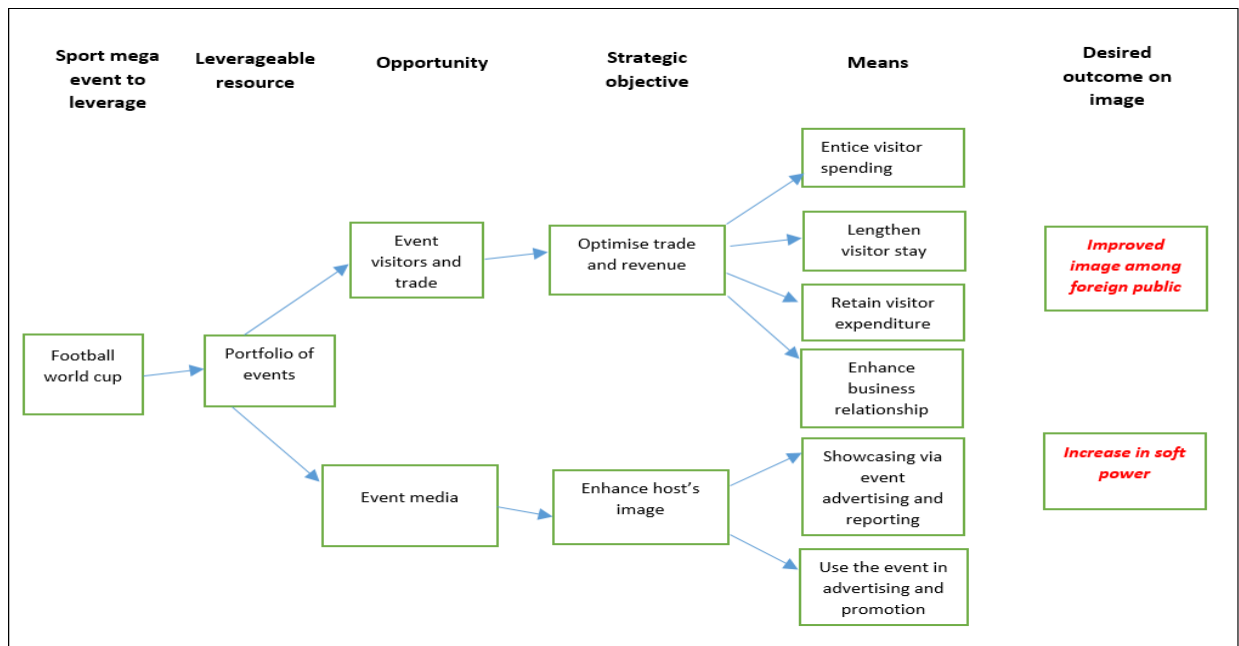 Sport mega
event to
leverage
Leverageable
resource
Opportunity
Strategic
objective
Means
Desired
outcome on
image
Football
world cup
Portfolio of
events
Event
visitors and
trade
Event media
Optimise trade
and revenue
Enhance host's
image
Entice visitor
spending
Lengthen
visitor stay
Retain visitor
expenditure
Enhance
business
relationship
Showcasing via
event
advertising and
reporting
Use the event in
advertising and
promotion
Improved
image among
foreign public
Increase in soft
power